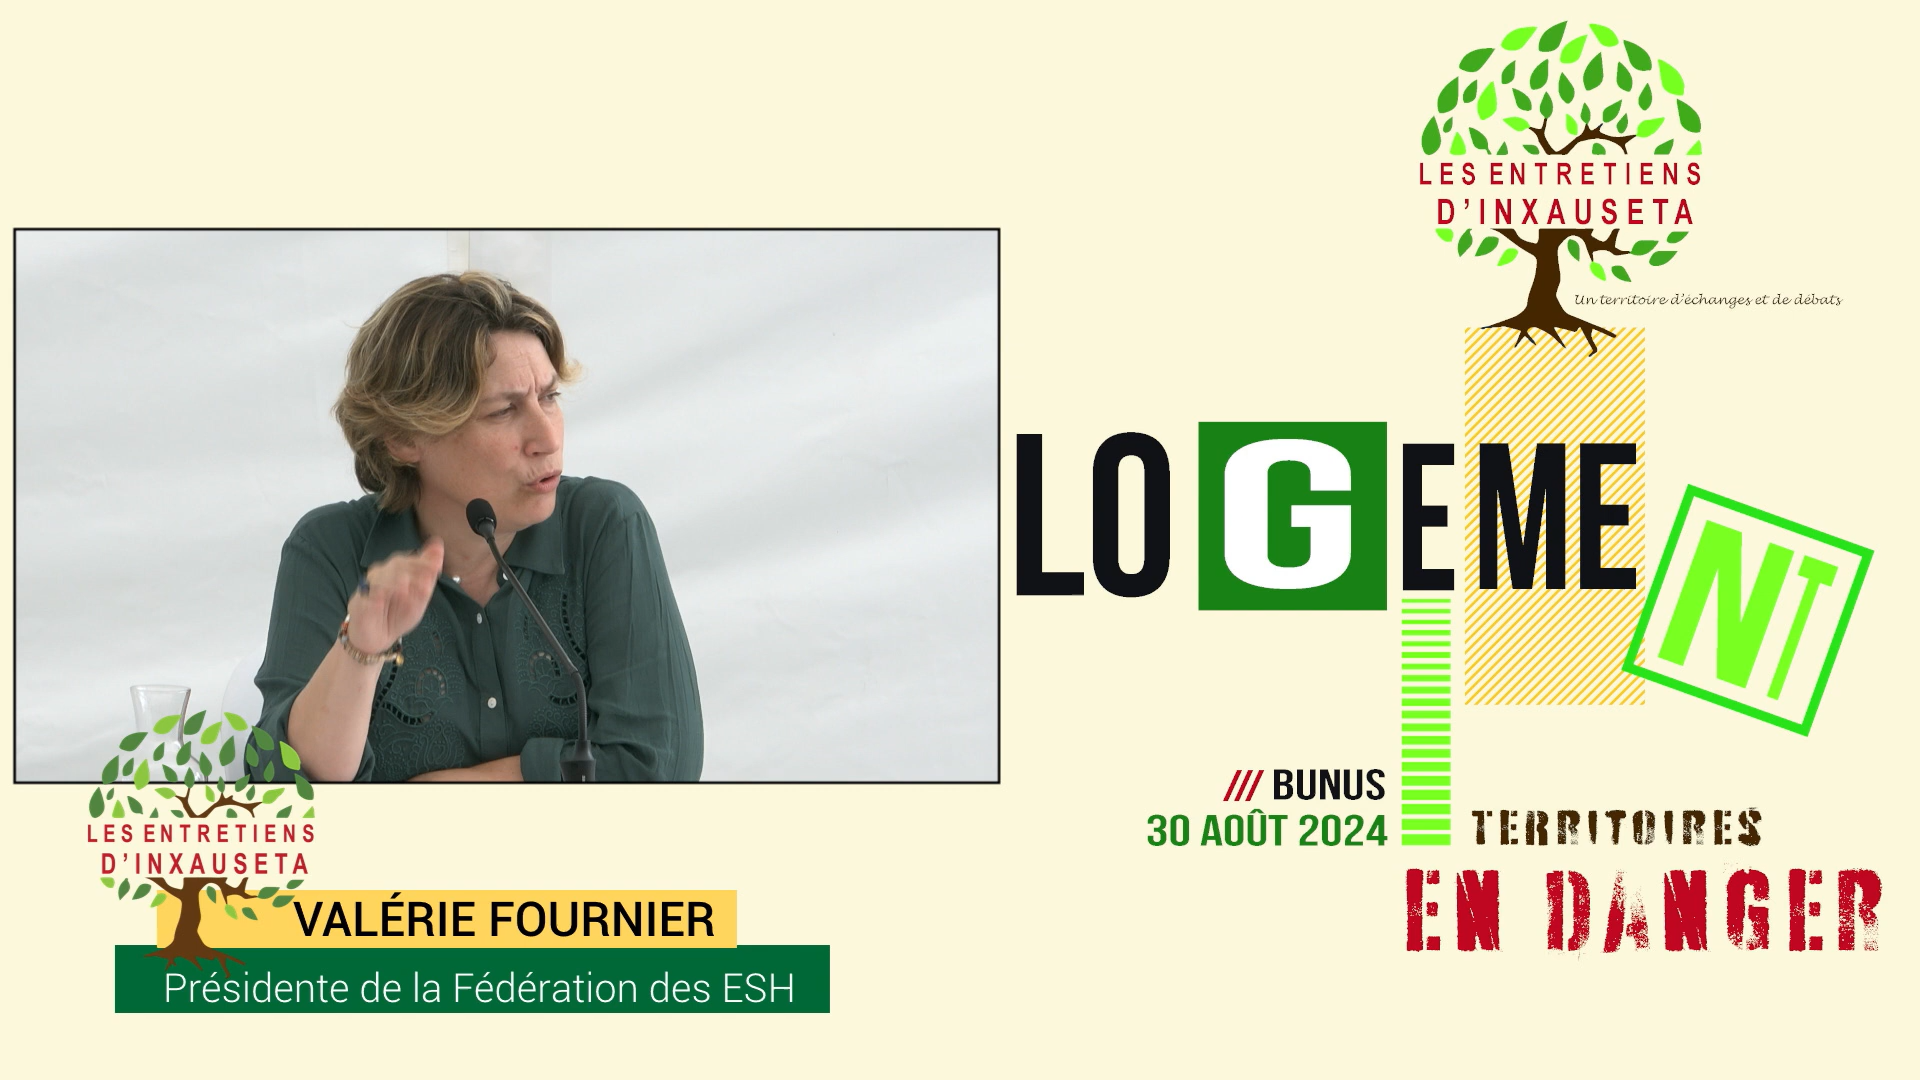 LES ENTRETIENS
D'INXAUSETA
Un territoire d'échanges et de débats
LOGEMENT
/// BUNUS
30 AOÛT 2024
TERRITOIRES
EN DANGER
LES ENTRETIENS
D'INXAUSETA
VALÉRIE FOURNIER
Présidente de la Fédération des ESH